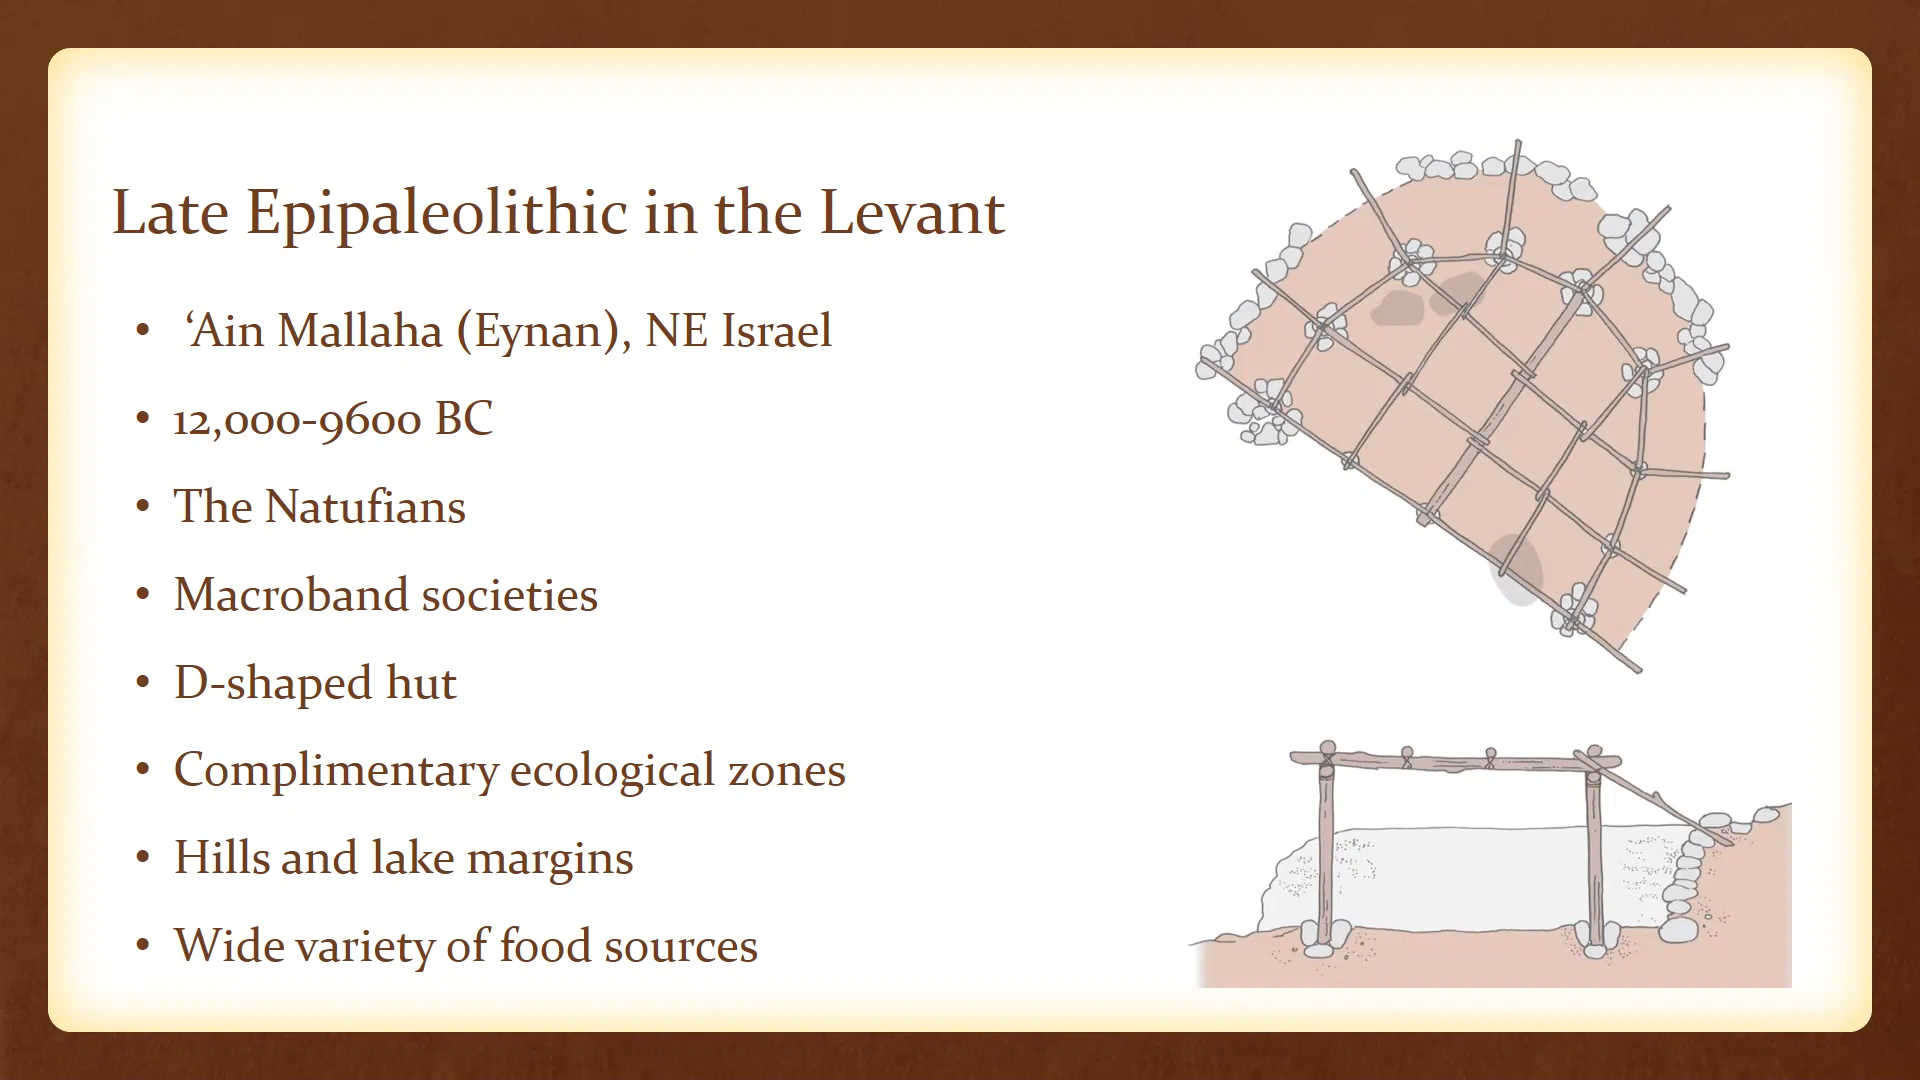 Late Epipaleolithic in the Levant
• ‘Ain Mallaha (Eynan), NE Israel
• 12,000-9600 BC
• The Natufians
• Macroband societies
• D-shaped hut
• Complimentary ecological zones
• Hills and lake margins
• Wide variety of food sources